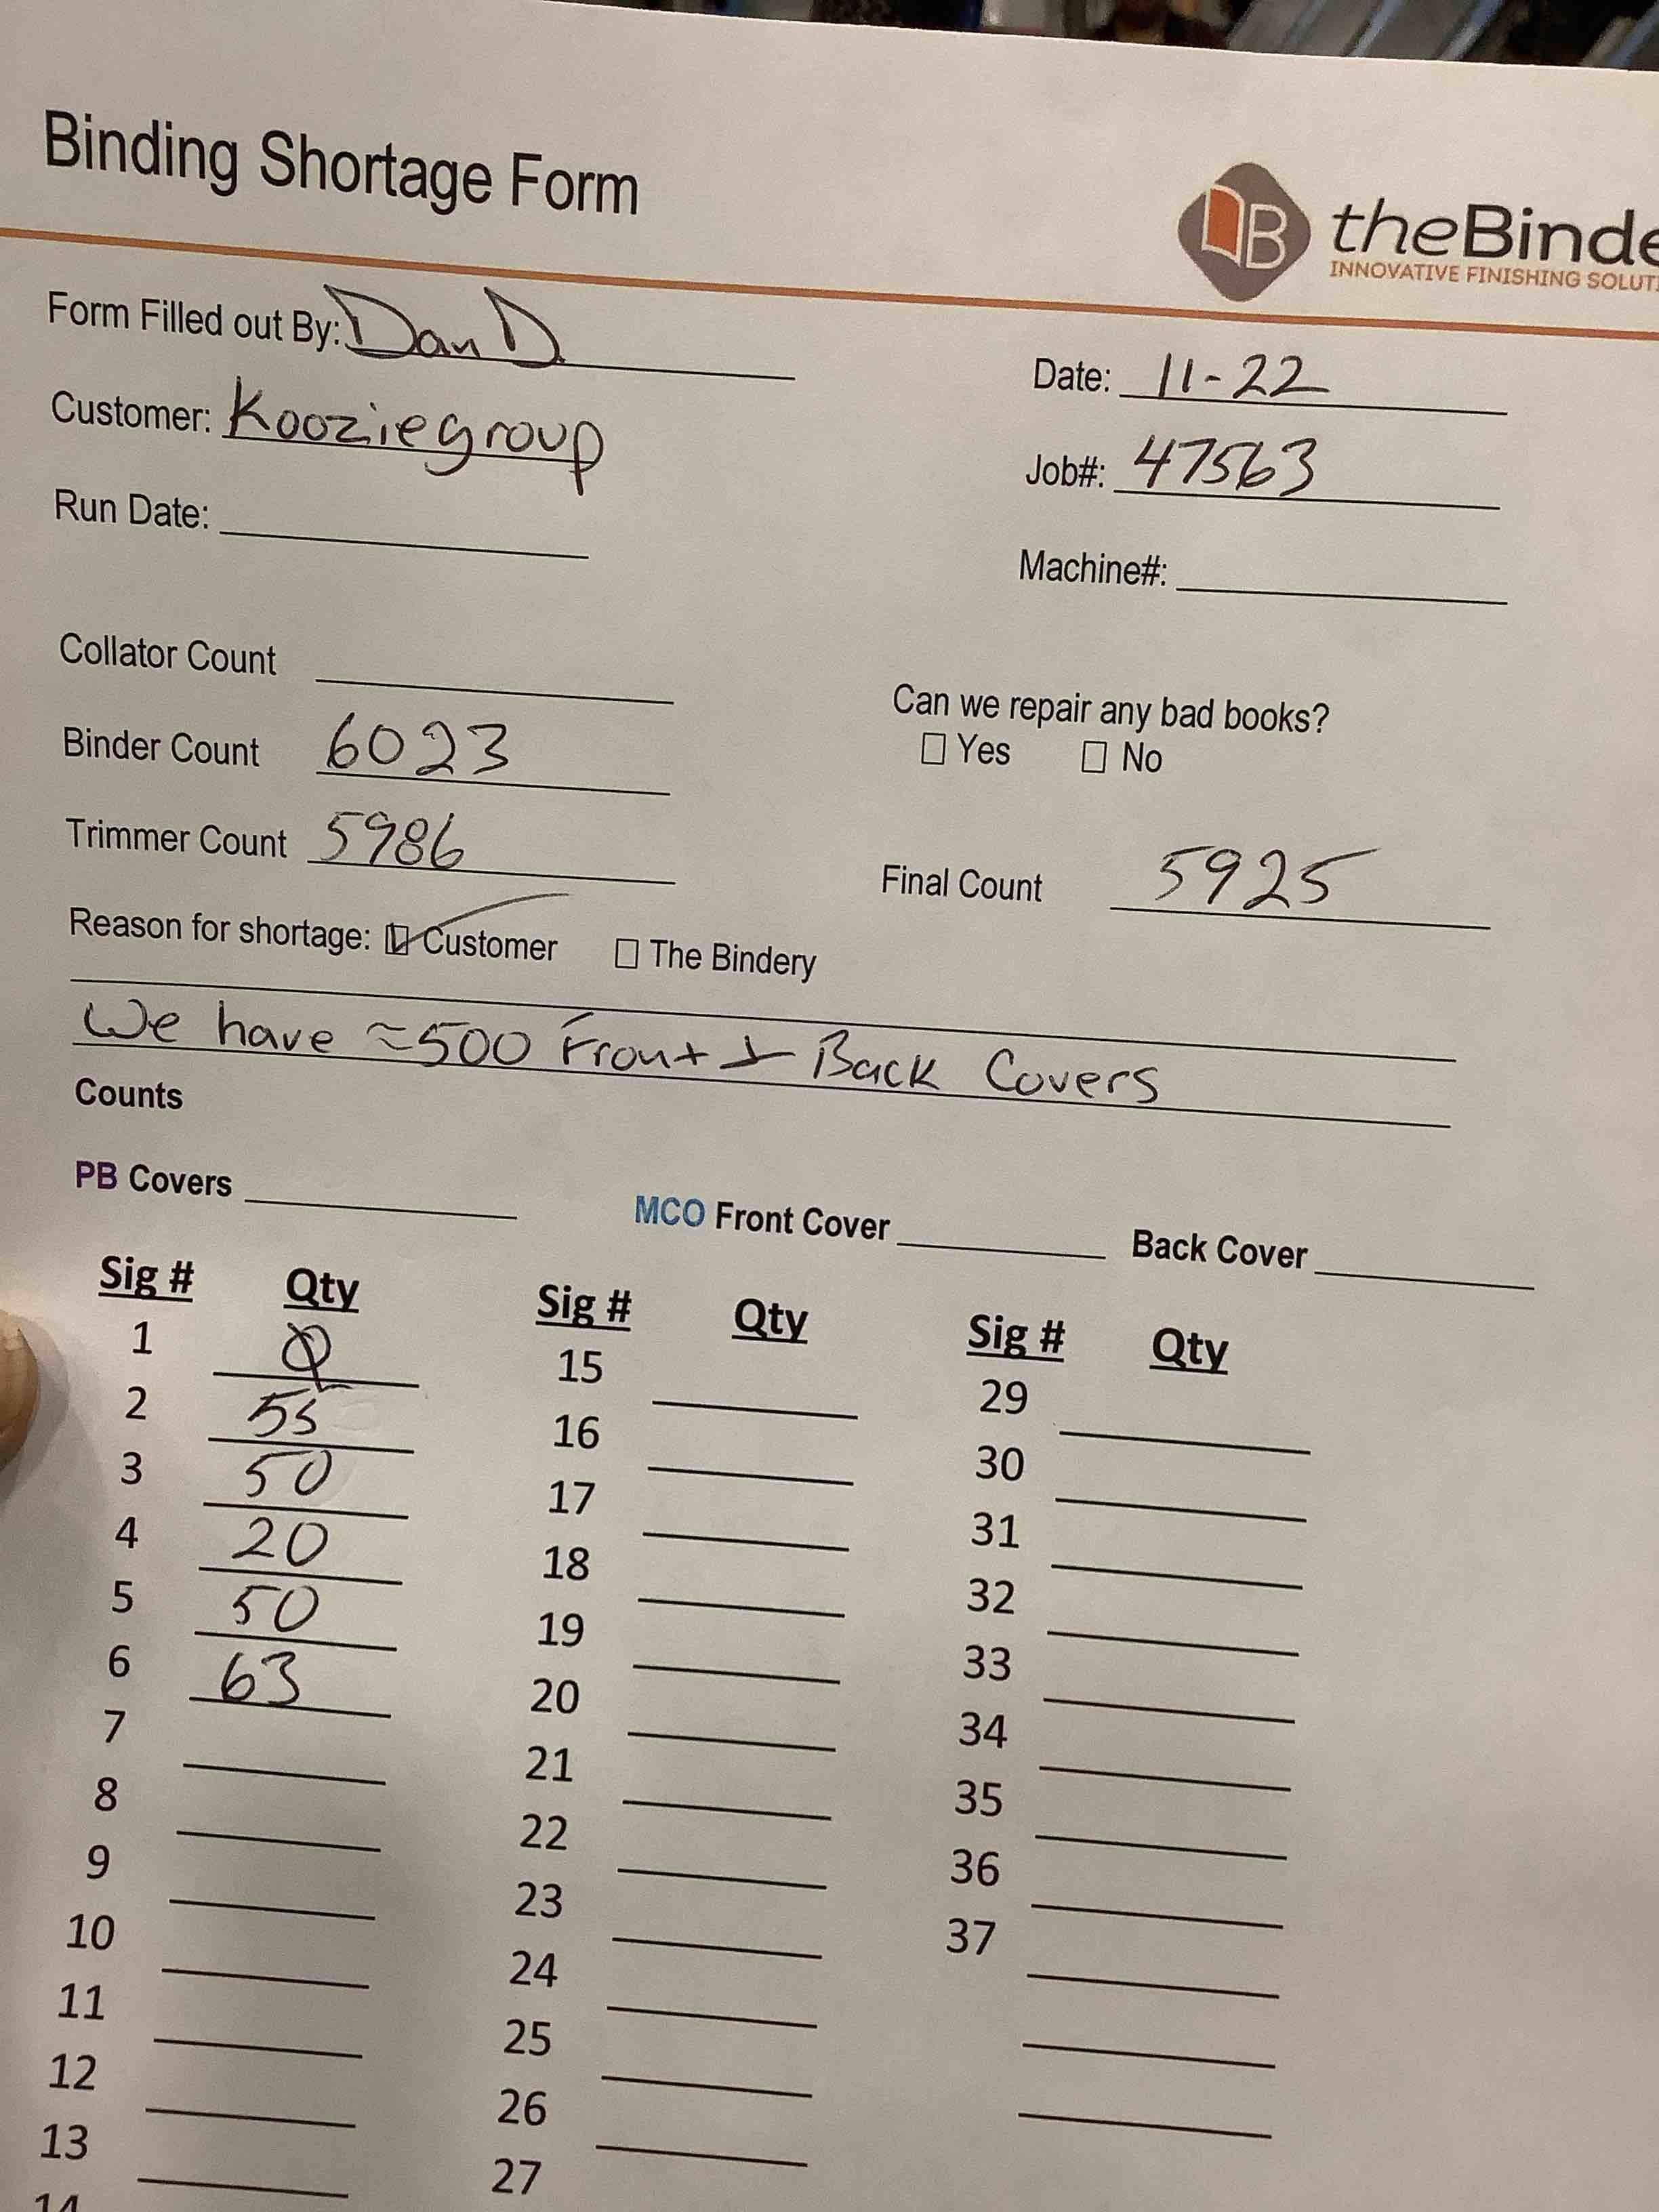 Binding Shortage Form
B theBinde
INNOVATIVE FINISHING SOLUT
Form Filled out By: Dan D.
Date: 11-22
Customer: Kooziegroup
Job#: 47563
Run Date:
Machine#:
Collator Count
Can we repair any bad books?
☐ Yes ☐ No
Binder Count 6023
Trimmer Count 5986
Final Count 5925
Reason for shortage: ☑ Customer ☐ The Bindery
We have ≈500 Front + Back Covers
Counts
PB Covers
MCO Front Cover
Back Cover
Sig # Qty Sig # Qty Sig # Qty
1 0 15 29
2 55 16 30
3 50 17 31
4 20 18 32
5 50 19 33
6 63 20 34
7 21 35
8 22 36
9 23 37
10 24
11 25
12 26
13 27
14